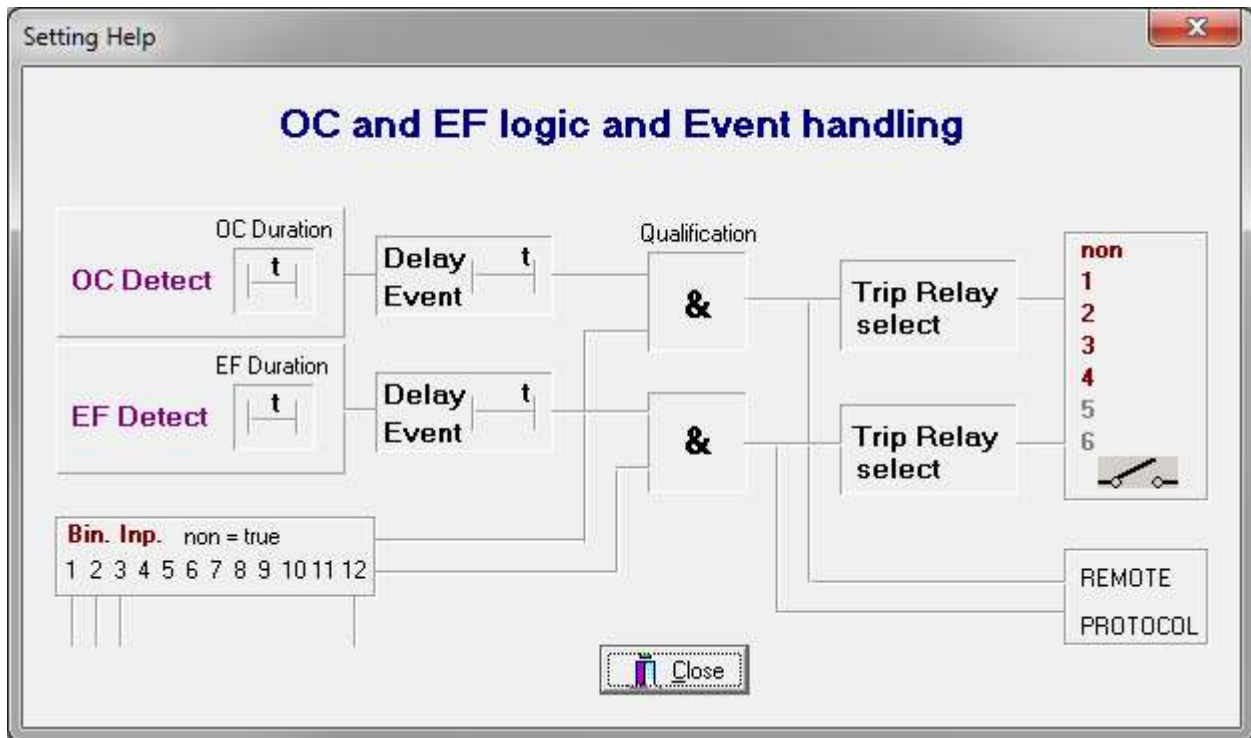 Setting Help
OC and EF logic and Event handling
OC Duration
t
OC Detect
Delay t
Event
Qualification
&
Trip Relay
select
non
1
2
3
4
5
6
EF Duration
t
EF Detect
Delay t
Event
&
Trip Relay
select
Bin. Inp. non = true
1 2 3 4 5 6 7 8 9 10 11 12
REMOTE
PROTOCOL
Close